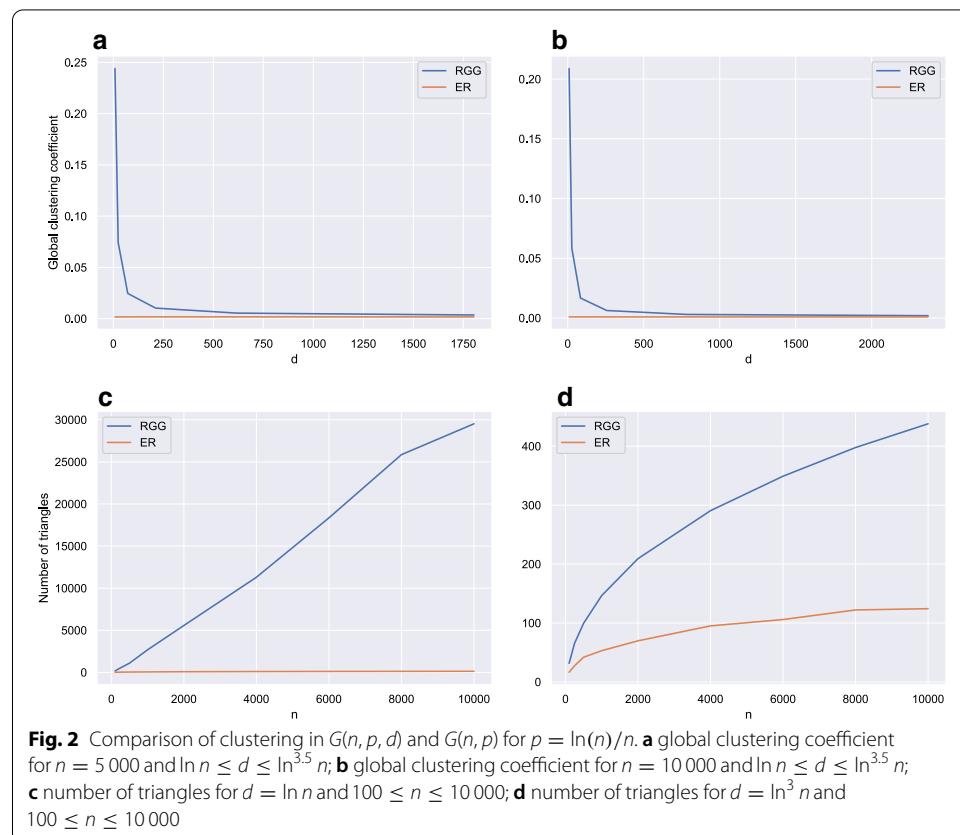 a
Global clustering coefficient
0.25
0.20
0.15
0.10
0.05
0.00
RGG
ER
0 250 500 750 1000 1250 1500 1750
d
b
0.20
0.15
0.10
0.05
0.00
RGG
ER
0 500 1000 1500 2000
d
c
Number of triangles
30000
25000
20000
15000
10000
5000
0
RGG
ER
0 2000 4000 6000 8000 10000
n
d
400
300
200
100
0
RGG
ER
0 2000 4000 6000 8000 10000
n
Fig. 2 Comparison of clustering in G(n, p, d) and G(n, p) for p = ln(n)/n. a global clustering coefficient
for n = 5 000 and ln n ≤ d ≤ ln^3.5 n; b global clustering coefficient for n = 10 000 and ln n ≤ d ≤ ln^3.5 n;
c number of triangles for d = ln n and 100 ≤ n ≤ 10 000; d number of triangles for d = ln^3 n and
100 ≤ n ≤ 10 000